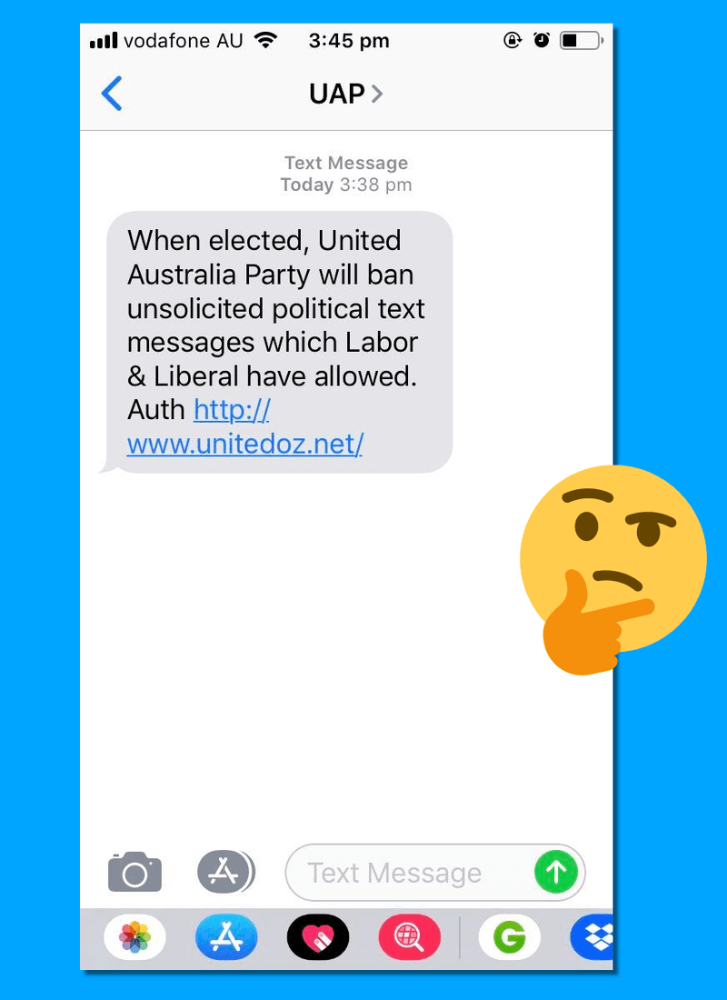 vodafone AU 3:45 pm
UAP
Text Message
Today 3:38 pm
When elected, United
Australia Party will ban
unsolicited political text
messages which Labor
& Liberal have allowed.
Auth http://
www.unitedoz.net/
Text Message
G